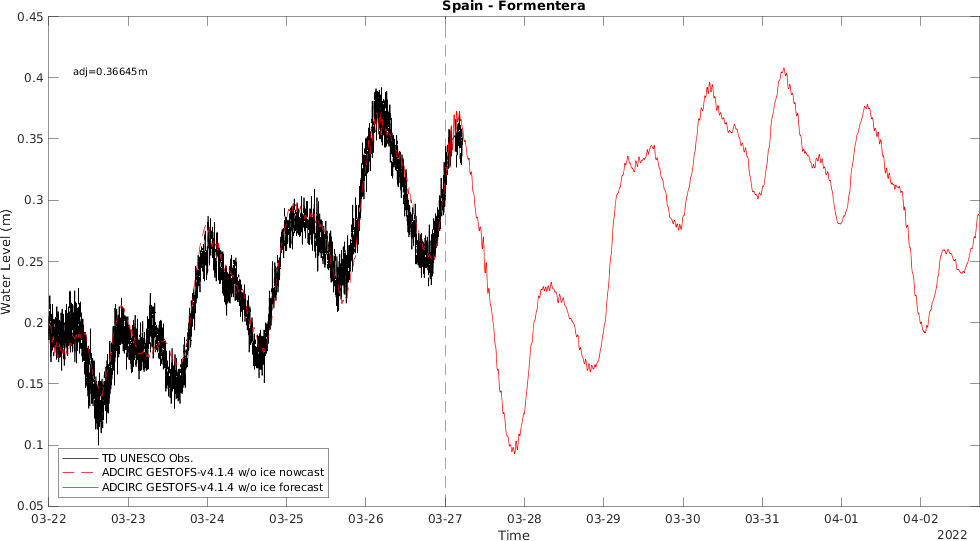 Spain - Formentera
adj=0.36645m
Water Level (m)
0.45
0.4
0.35
0.3
0.25
0.2
0.15
0.1
0.05
TD UNESCO Obs.
ADCIRC GESTOFS-v4.1.4 w/o ice nowcast
ADCIRC GESTOFS-v4.1.4 w/o ice forecast
03-22 03-23 03-24 03-25 03-26 03-27 03-28 03-29 03-30 03-31 04-01 04-02
Time
2022